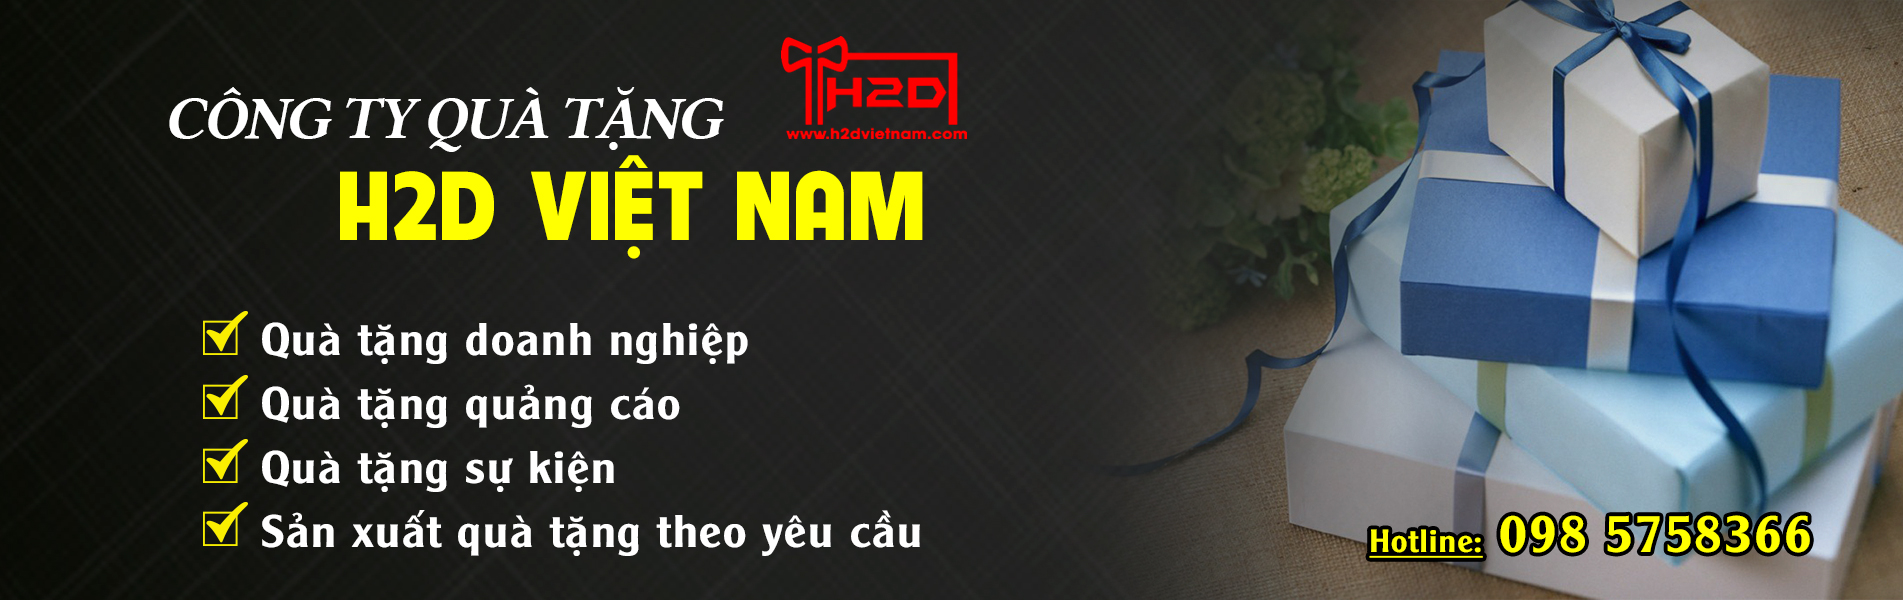 CÔNG TY QUÀ TẶNG
H2D
www.h2dvietnam.com
H2D VIỆT NAM
Quà tặng doanh nghiệp
Quà tặng quảng cáo
Quà tặng sự kiện
Sản xuất quà tặng theo yêu cầu
Hotline: 098 5758366